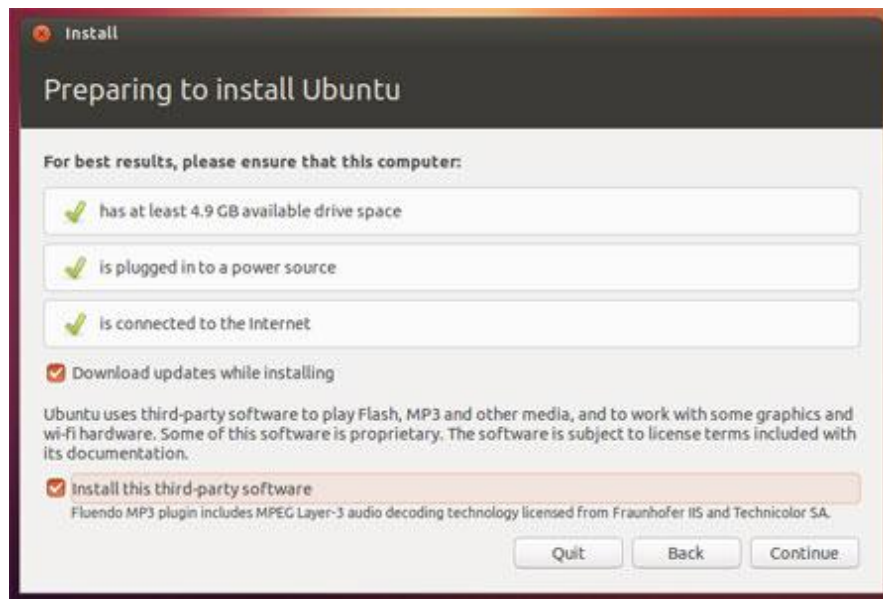 Install
Preparing to install Ubuntu
For best results, please ensure that this computer:
has at least 4.9 GB available drive space
is plugged in to a power source
is connected to the Internet
Download updates while installing
Ubuntu uses third-party software to play Flash, MP3 and other media, and to work with some graphics and
wi-fi hardware. Some of this software is proprietary. The software is subject to license terms included with
its documentation.
Install this third-party software
Fluendo MP3 plugin includes MPEG Layer-3 audio decoding technology licensed from Fraunhofer IIS and Technicolor SA.
Quit Back Continue